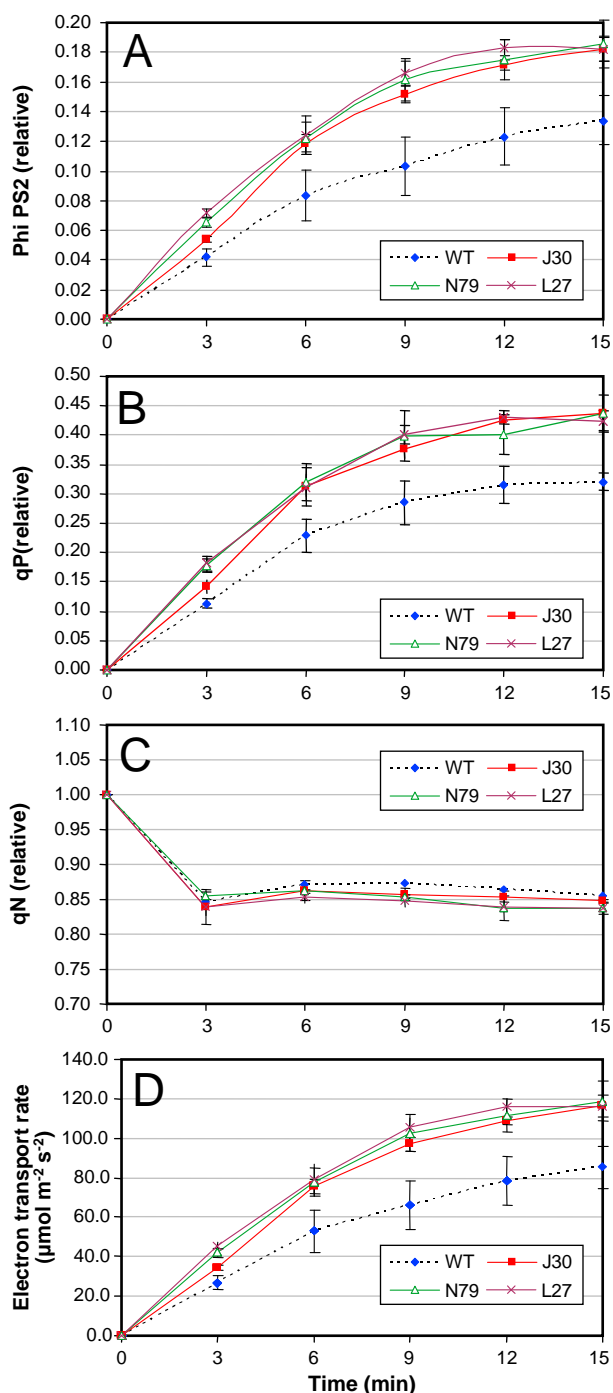 A
Phi PS2 (relative)
0.20
0.18
0.16
0.14
0.12
0.10
0.08
0.06
0.04
0.02
0.00
WT J30
N79 L27
0 3 6 9 12 15
B
qP(relative)
0.50
0.45
0.40
0.35
0.30
0.25
0.20
0.15
0.10
0.05
0.00
WT J30
N79 L27
0 3 6 9 12 15
C
qN (relative)
1.10
1.05
1.00
0.95
0.90
0.85
0.80
0.75
0.70
WT J30
N79 L27
0 3 6 9 12 15
D
Electron transport rate
(μmol m⁻² s⁻²)
140.0
120.0
100.0
80.0
60.0
40.0
20.0
0.0
WT J30
N79 L27
0 3 6 9 12 15
Time (min)